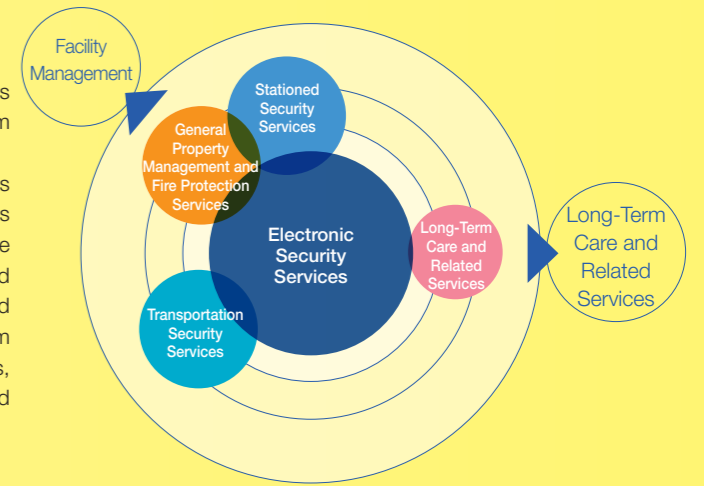 s
m
s
s
e
d
d
m
s,
d
Facility
Management
Stationed
Security
Services
General
Property
Management and
Fire Protection
Services
Electronic
Security
Services
Long-Term
Care and
Related
Services
Transportation
Security
Services
Long-Term
Care and
Related
Services